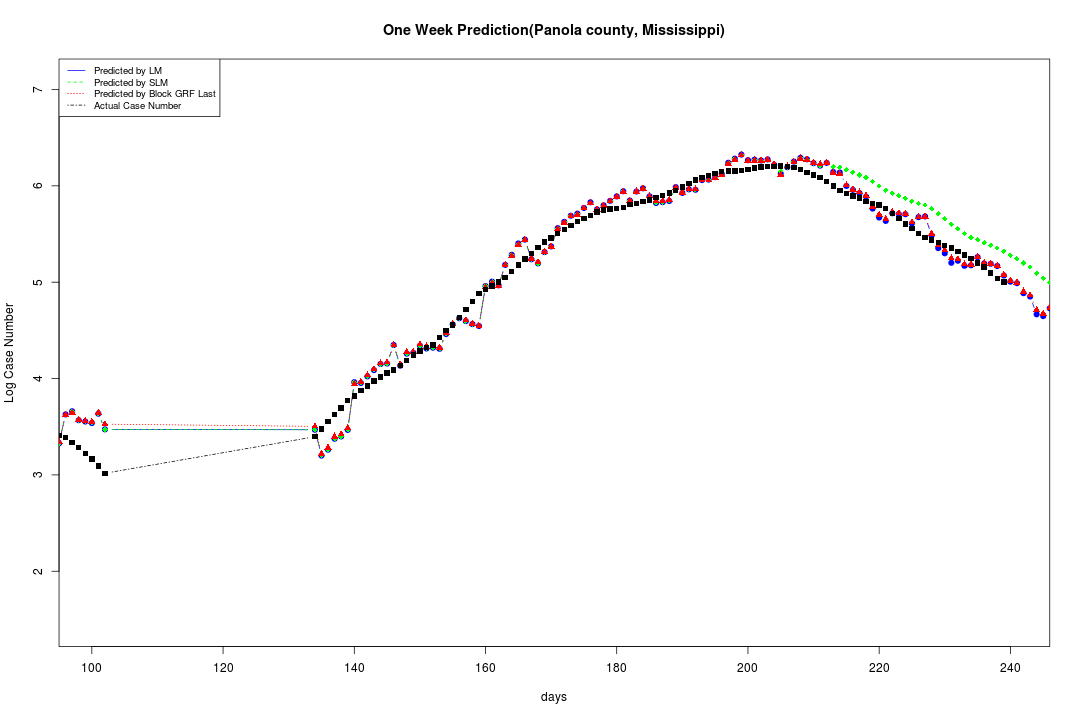 One Week Prediction(Panola county, Mississippi)
Predicted by LM
Predicted by SLM
Predicted by Block GRF Last
Actual Case Number
7
6
5
4
3
2
Log Case Number
100 120 140 160 180 200 220 240
days